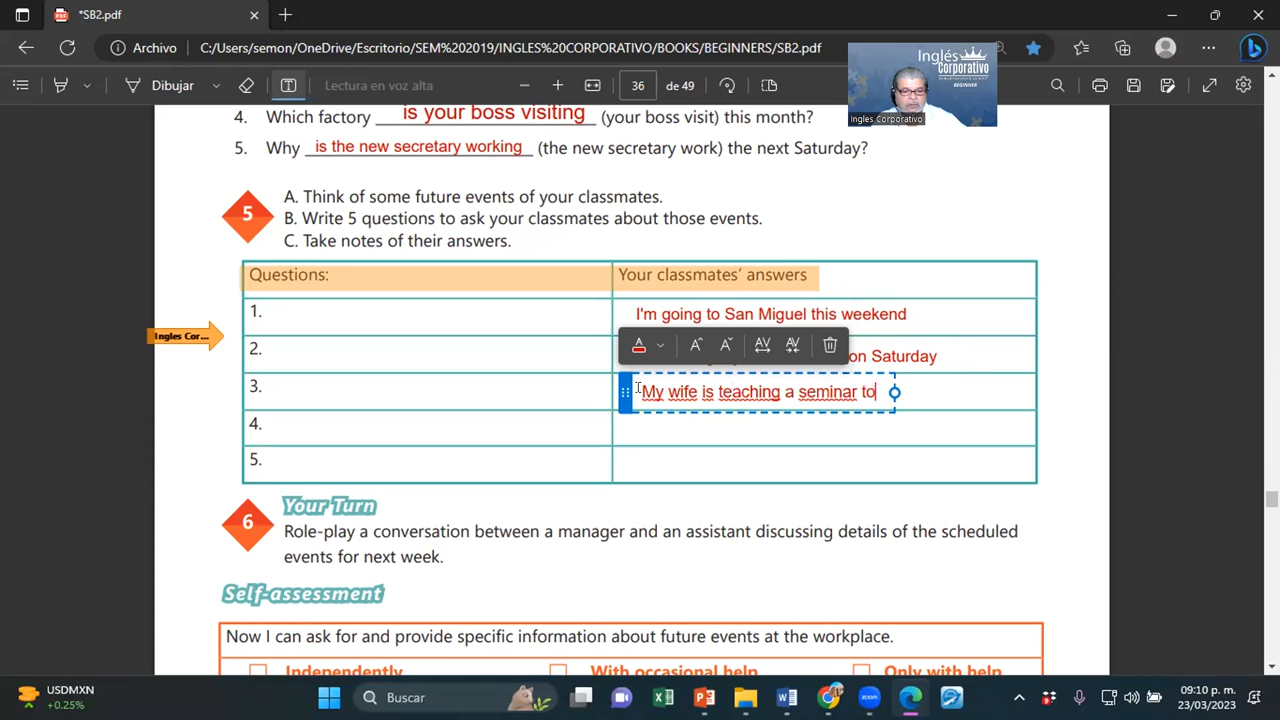 *SB2.pdf
Archivo
C:/Users/semon/OneDrive/Escritorio/SEM%202019/INGLES%20CORPORATIVO/BOOKS/BEGINNERS/SB2.pdf
Dibujar
Lectura en voz alta
36
de 49
Inglés
Corporativo
BEGINNER
Ingles Corporativo
4. Which factory is your boss visiting (your boss visit) this month?
5. Why is the new secretary working (the new secretary work) the next Saturday?
5
A. Think of some future events of your classmates.
B. Write 5 questions to ask your classmates about those events.
C. Take notes of their answers.
Questions:
Your classmates’ answers
1.
I'm going to San Miguel this weekend
Ingles Cor...
2.
on Saturday
3.
My wife is teaching a seminar to
4.
5.
6
Your Turn
Role-play a conversation between a manager and an assistant discussing details of the scheduled
events for next week.
Self-assessment
Now I can ask for and provide specific information about future events at the workplace.
Independently
With occasional help
Only with help
USDMXN
+0.25%
Buscar
zoom
09:10 p. m.
23/03/2023